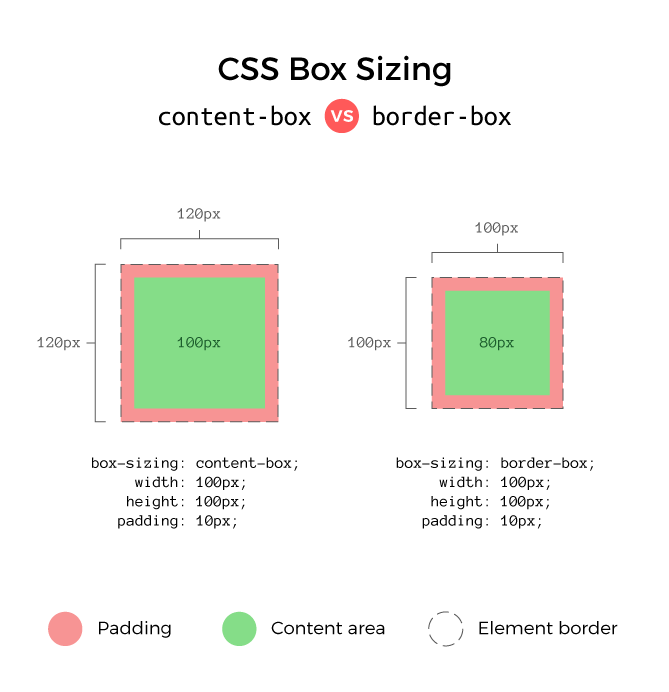 CSS Box Sizing
content-box VS border-box
120px
120px
100px
box-sizing: content-box;
width: 100px;
height: 100px;
padding: 10px;
100px
100px
80px
box-sizing: border-box;
width: 100px;
height: 100px;
padding: 10px;
Padding
Content area
Element border